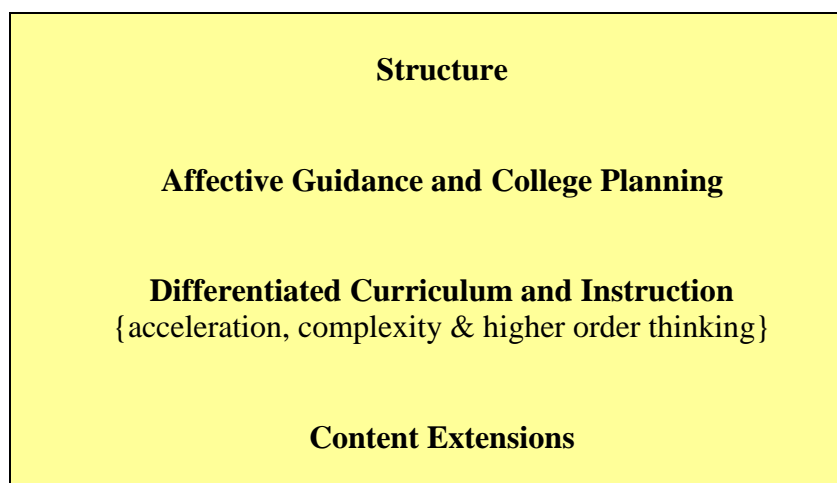 Structure
Affective Guidance and College Planning
Differentiated Curriculum and Instruction
{acceleration, complexity & higher order thinking}
Content Extensions